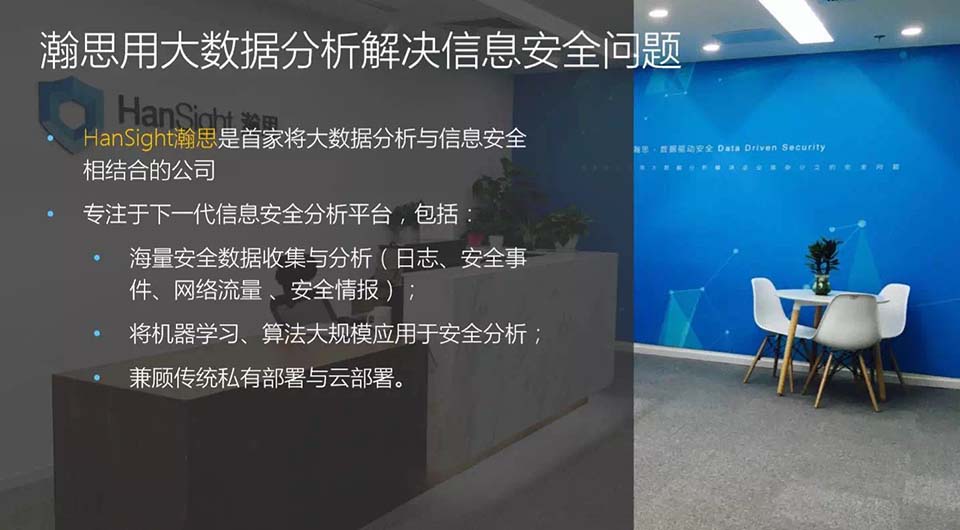 瀚思用大数据分析解决信息安全问题
HanSight 瀚思
HanSight瀚思是首家将大数据分析与信息安全
相结合的公司
瀚思·数据驱动安全 Data Driven Security
专注于下一代信息安全分析平台，包括：
海量安全数据收集与分析（日志、安全事
件、网络流量 、安全情报）；
将机器学习、算法大规模应用于安全分析；
兼顾传统私有部署与云部署。